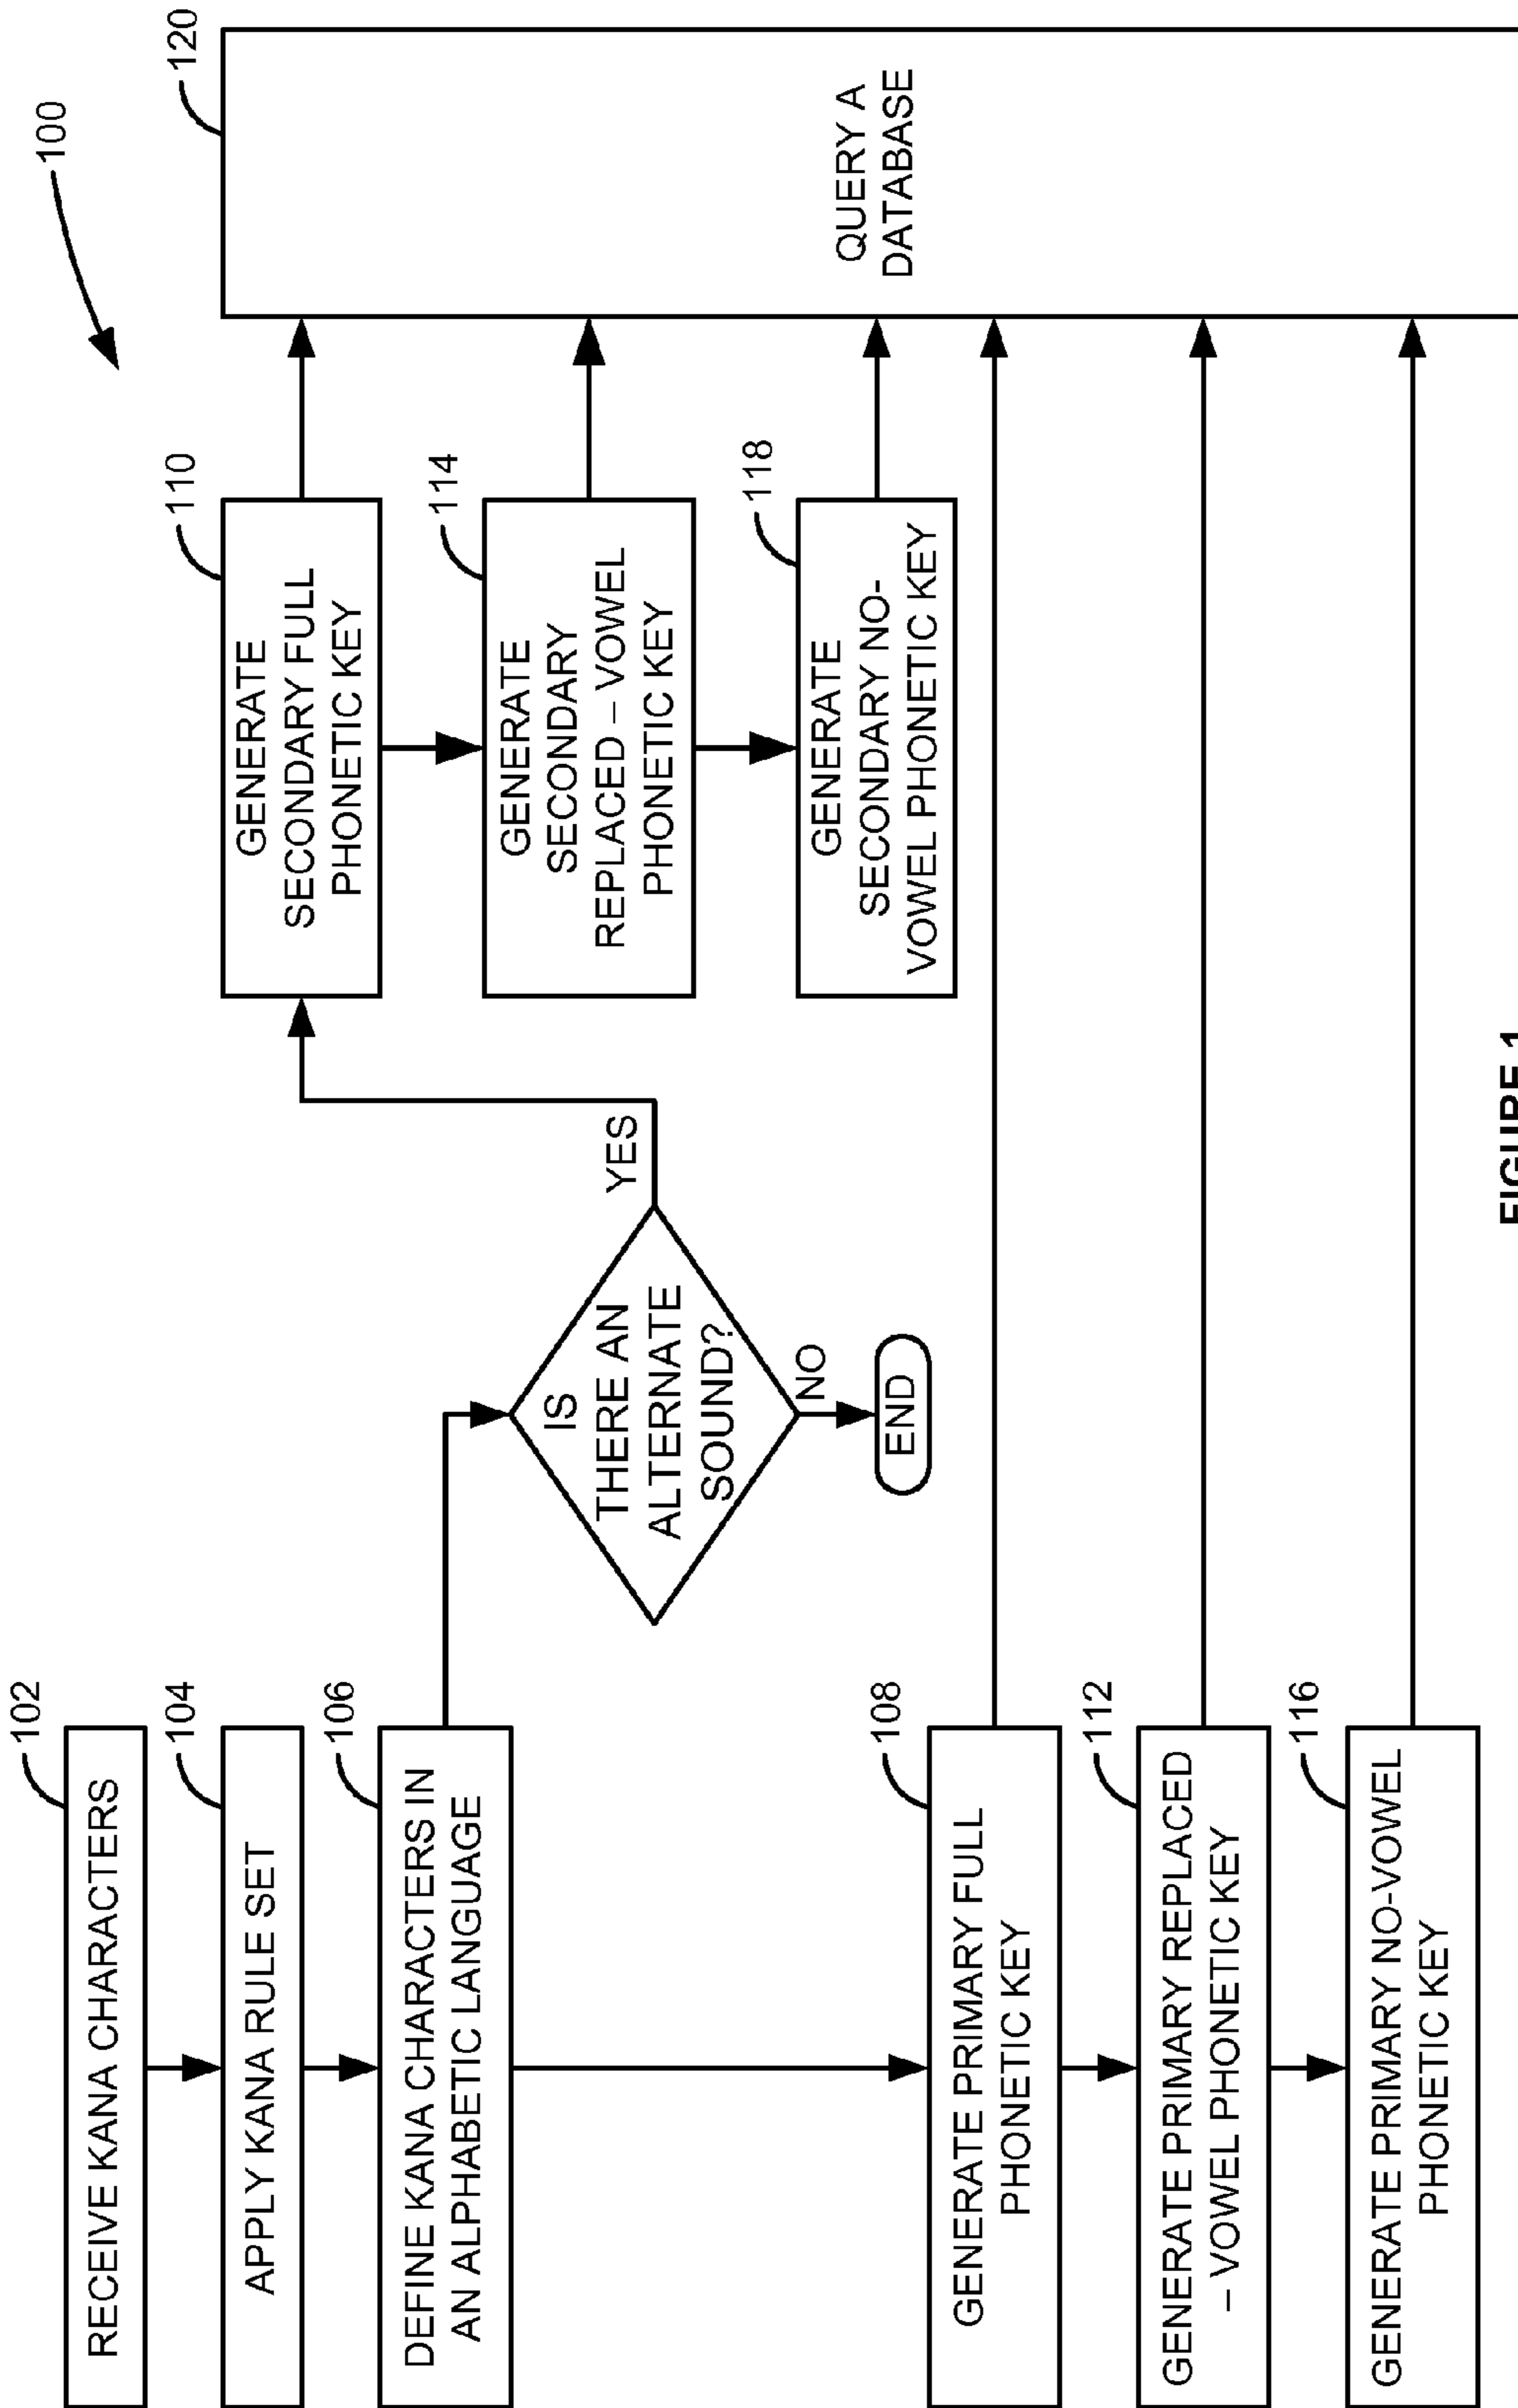 100
102
RECEIVE KANA CHARACTERS
104
APPLY KANA RULE SET
106
DEFINE KANA CHARACTERS IN
AN ALPHABETIC LANGUAGE
IS
THERE AN
ALTERNATE
SOUND?
YES
NO
END
108
GENERATE PRIMARY FULL
PHONETIC KEY
112
GENERATE PRIMARY REPLACED
– VOWEL PHONETIC KEY
116
GENERATE PRIMARY NO-VOWEL
PHONETIC KEY
110
GENERATE
SECONDARY FULL
PHONETIC KEY
114
GENERATE
SECONDARY
REPLACED – VOWEL
PHONETIC KEY
118
GENERATE
SECONDARY NO-
VOWEL PHONETIC KEY
120
QUERY A
DATABASE
FIGURE 1